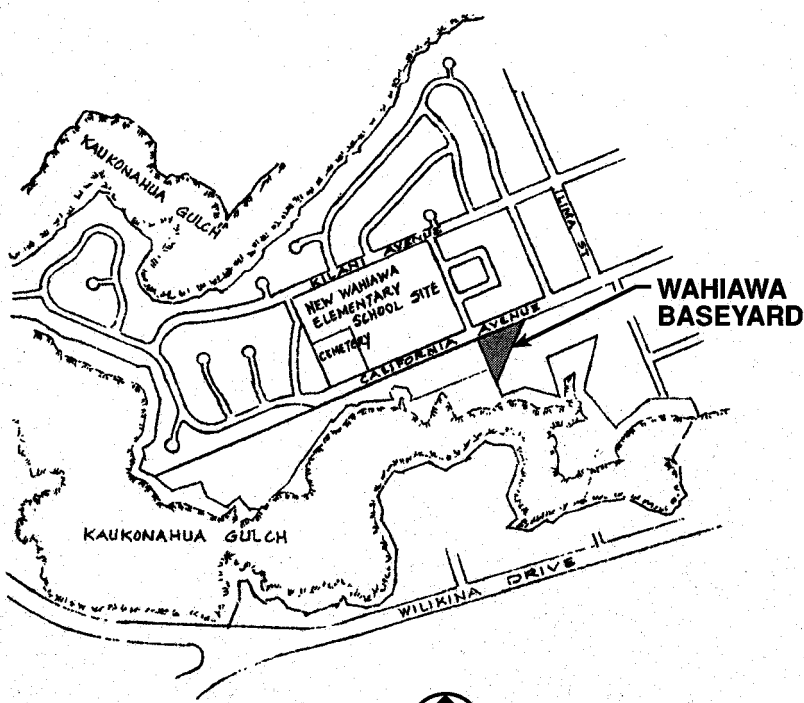 KAUKONAHUA
GULCH
KILANI AVENUE
LIMA ST
NEW WAHIAWA
ELEMENTARY
SCHOOL SITE
CEMETERY
CALIFORNIA AVENUE
WAHIAWA
BASEYARD
KAUKONAHUA GULCH
WILIKINA DRIVE